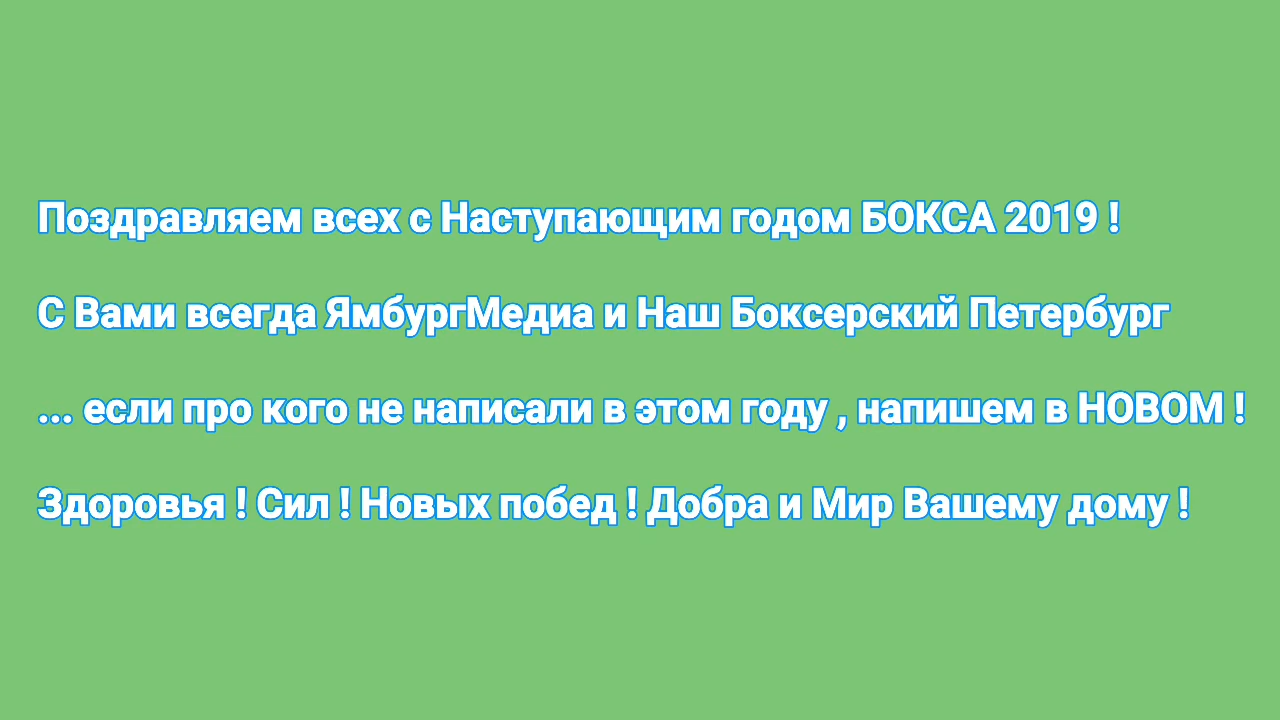 Поздравляем всех с Наступающим годом БОКСА 2019 !
С Вами всегда ЯмбургМедиа и Наш Боксерский Петербург
... если про кого не написали в этом году , напишем в НОВОМ !
Здоровья ! Сил ! Новых побед ! Добра и Мир Вашему дому !